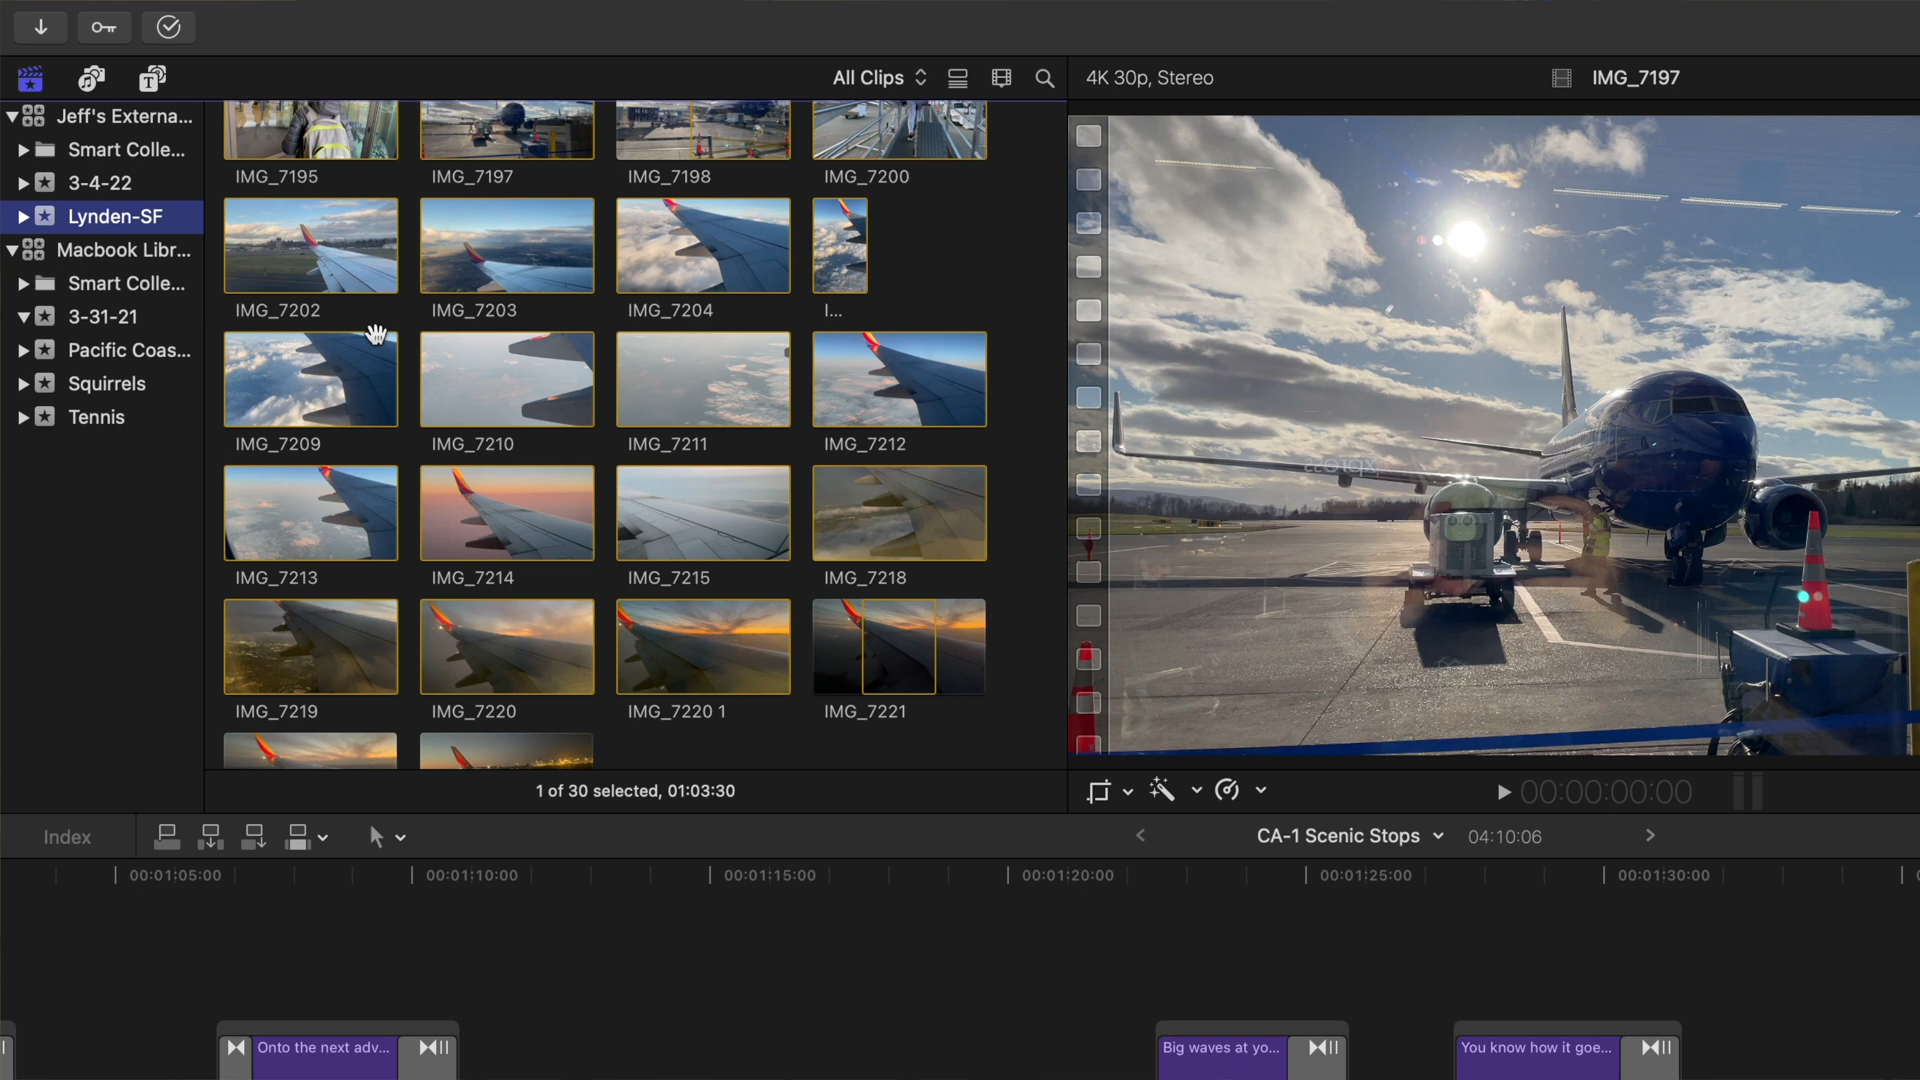 All Clips
4K 30p, Stereo
IMG_7197
Jeff's Externa...
Smart Colle...
3-4-22
Lynden-SF
Macbook Libr...
Smart Colle...
3-31-21
Pacific Coas...
Squirrels
Tennis
IMG_7195
IMG_7197
IMG_7198
IMG_7200
IMG_7202
IMG_7203
IMG_7204
I...
IMG_7209
IMG_7210
IMG_7211
IMG_7212
IMG_7213
IMG_7214
IMG_7215
IMG_7218
IMG_7219
IMG_7220
IMG_7220 1
IMG_7221
1 of 30 selected, 01:03:30
00:00:00:00
Index
CA-1 Scenic Stops
04:10:06
00:01:05:00
00:01:10:00
00:01:15:00
00:01:20:00
00:01:25:00
00:01:30:00
Onto the next adv...
Big waves at yo...
You know how it goe...